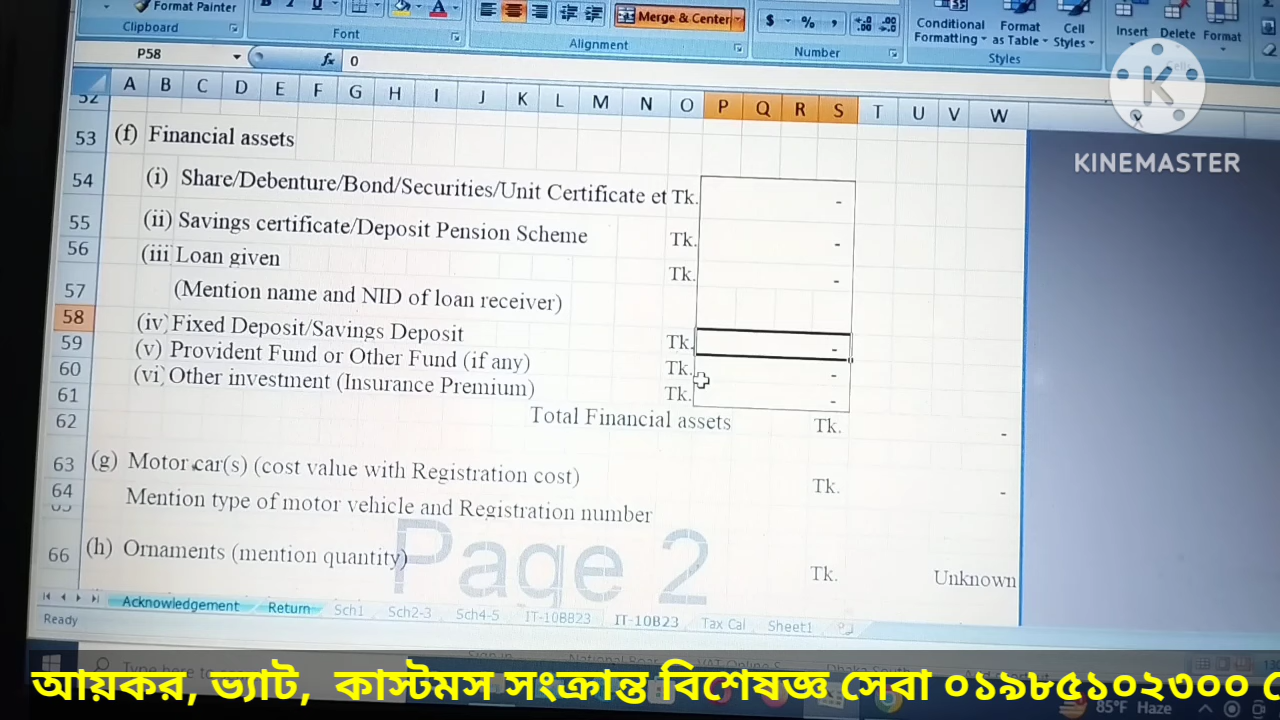 Format Painter
Clipboard
Font
Merge & Center
Alignment
$ % ,
Number
Conditional Formatting
Format as Table
Cell Styles
Styles
Insert Delete Format
P58
fx 0
A B C D E F G H I J K L M N O P Q R S T U V W
KINEMASTER
53 (f) Financial assets
54 (i) Share/Debenture/Bond/Securities/Unit Certificate et Tk. -
55 (ii) Savings certificate/Deposit Pension Scheme Tk. -
56 (iii Loan given Tk. -
57 (Mention name and NID of loan receiver)
58 (iv) Fixed Deposit/Savings Deposit Tk. -
59 (v) Provident Fund or Other Fund (if any) Tk. -
60 (vi) Other investment (Insurance Premium) Tk. -
61
62 Total Financial assets Tk. -
63 (g) Motor car(s) (cost value with Registration cost) Tk. -
64 Mention type of motor vehicle and Registration number
66 (h) Ornaments (mention quantity) Tk. Unknown
Page 2
Acknowledgement Return Sch1 Sch2-3 Sch4-5 IT-10BB23 IT-10B23 Tax Cal Sheet1
Ready
আয়কর, ভ্যাট, কাস্টমস সংক্রান্ত বিশেষজ্ঞ সেবা ০১৯৮৫১০২৩০০
85°F Haze